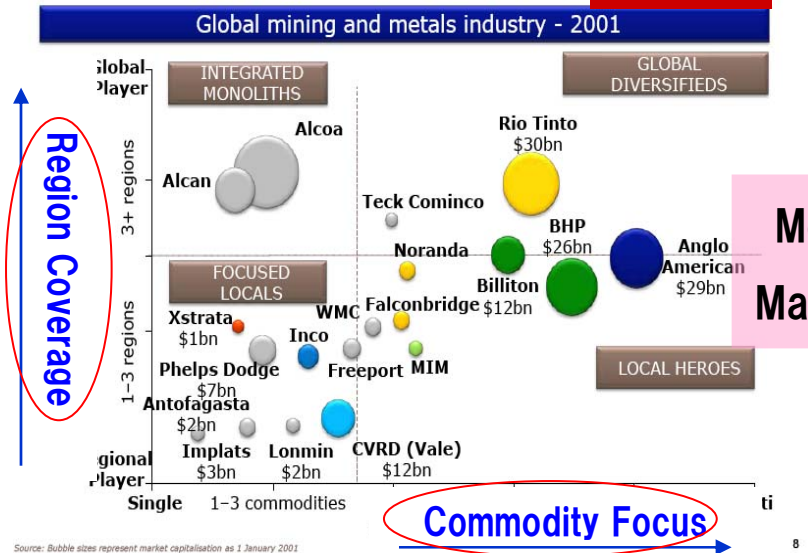 Global mining and metals industry - 2001
Global
Player
INTEGRATED
MONOLITHS
GLOBAL
DIVERSIFIEDS
Alcoa
Alcan
Rio Tinto
$30bn
Region Coverage
3+ regions
Teck Cominco
BHP
$26bn
M
Noranda
Anglo
American
$29bn
Billiton
$12bn
FOCUSED
LOCALS
Ma
Xstrata
$1bn
WMC
Falconbridge
Inco
Freeport
MIM
LOCAL HEROES
1-3 regions
Phelps Dodge
$7bn
Antofagasta
$2bn
Implats
$3bn
Lonmin
$2bn
CVRD (Vale)
$12bn
gional
Player
Single
1-3 commodities
ti
Commodity Focus
Source: Bubble sizes represent market capitalisation as 1 January 2001
8